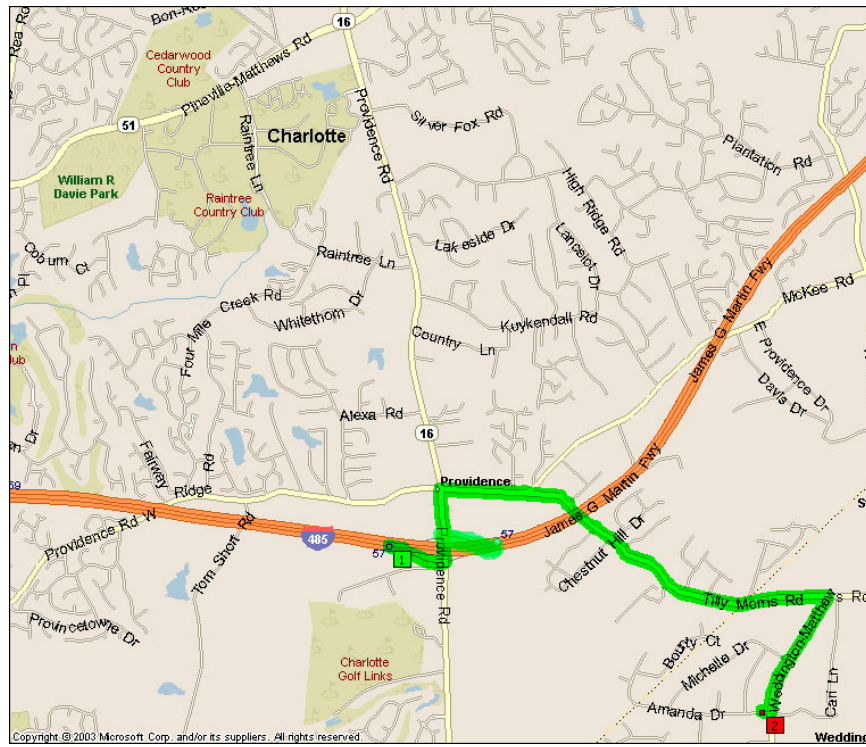 Rea Ro
Bon-Ros
16
Cedarwood
Country
Club
Pineville-Matthews Rd
51
Raintree Ln
Charlotte
Providence Rd
Silver Fox Rd
Plantation Rd
William R
Davie Park
Raintree
Country Club
High Ridge Rd
Lancelot Dr
Lakeside Dr
Coburn Ct
Raintree Ln
Pl
Creek Rd
Four Mile
Whitethorn Dr
Country Ln
Kuykendall Rd
McKee Rd
James G Martin Fwy
E Providence Dr
Davis Dr
Alexa Rd
16
Fairway
Ridge Rd
Providence
59
Providence Rd W
Tom Short Rd
485
57
1
57
James G Martin Fwy
Chestnut Hill Dr
Providence Rd
Tilly Morris Rd
Weddington-Matthews Rd
Provincetowne Dr
Charlotte
Golf Links
Bounty Ct
Michelle Dr
Amanda Dr
Carl Ln
2
Copyright © 2003 Microsoft Corp. and/or its suppliers. All rights reserved.
Wedding